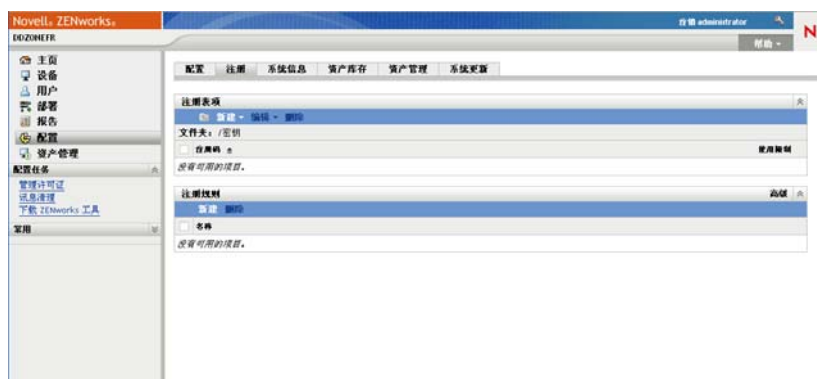 Novell® ZENworks®
注销 administrator
DDZONEFR
帮助
N
主页
设备
用户
部署
报告
配置
资产管理
配置任务
管理许可证
讯息清理
下载 ZENworks 工具
常用
配置 注册 系统信息 资产库存 资产管理 系统更新
注册表项
新建 编辑 删除
文件夹: /密钥
注册码 使用限制
没有可用的项目。
注册规则 高级
新建 删除
名称
没有可用的项目。